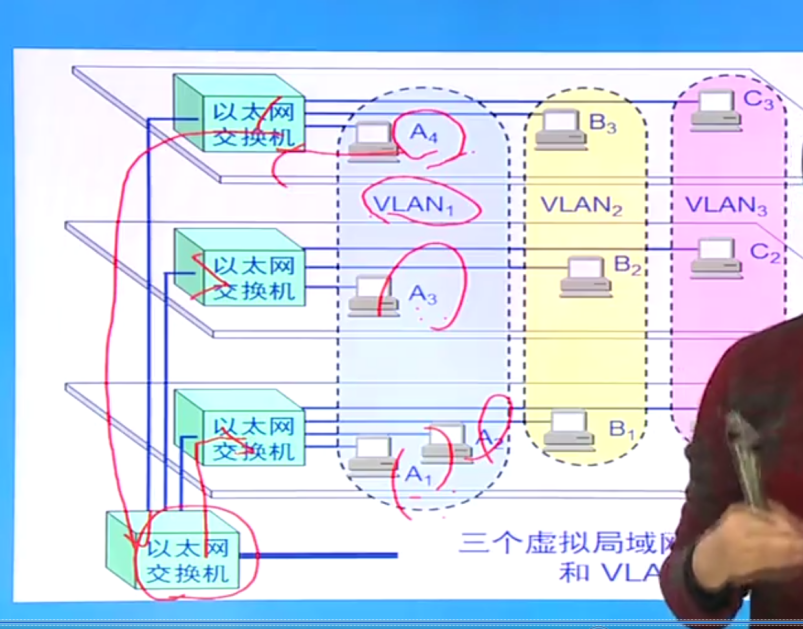 以太网
交换机
A4
B3
C3
VLAN1
VLAN2
VLAN3
以太网
交换机
A3
B2
C2
以太网
交换机
A1
A2
B1
以太网
交换机
三个虚拟局域网
和 VLA